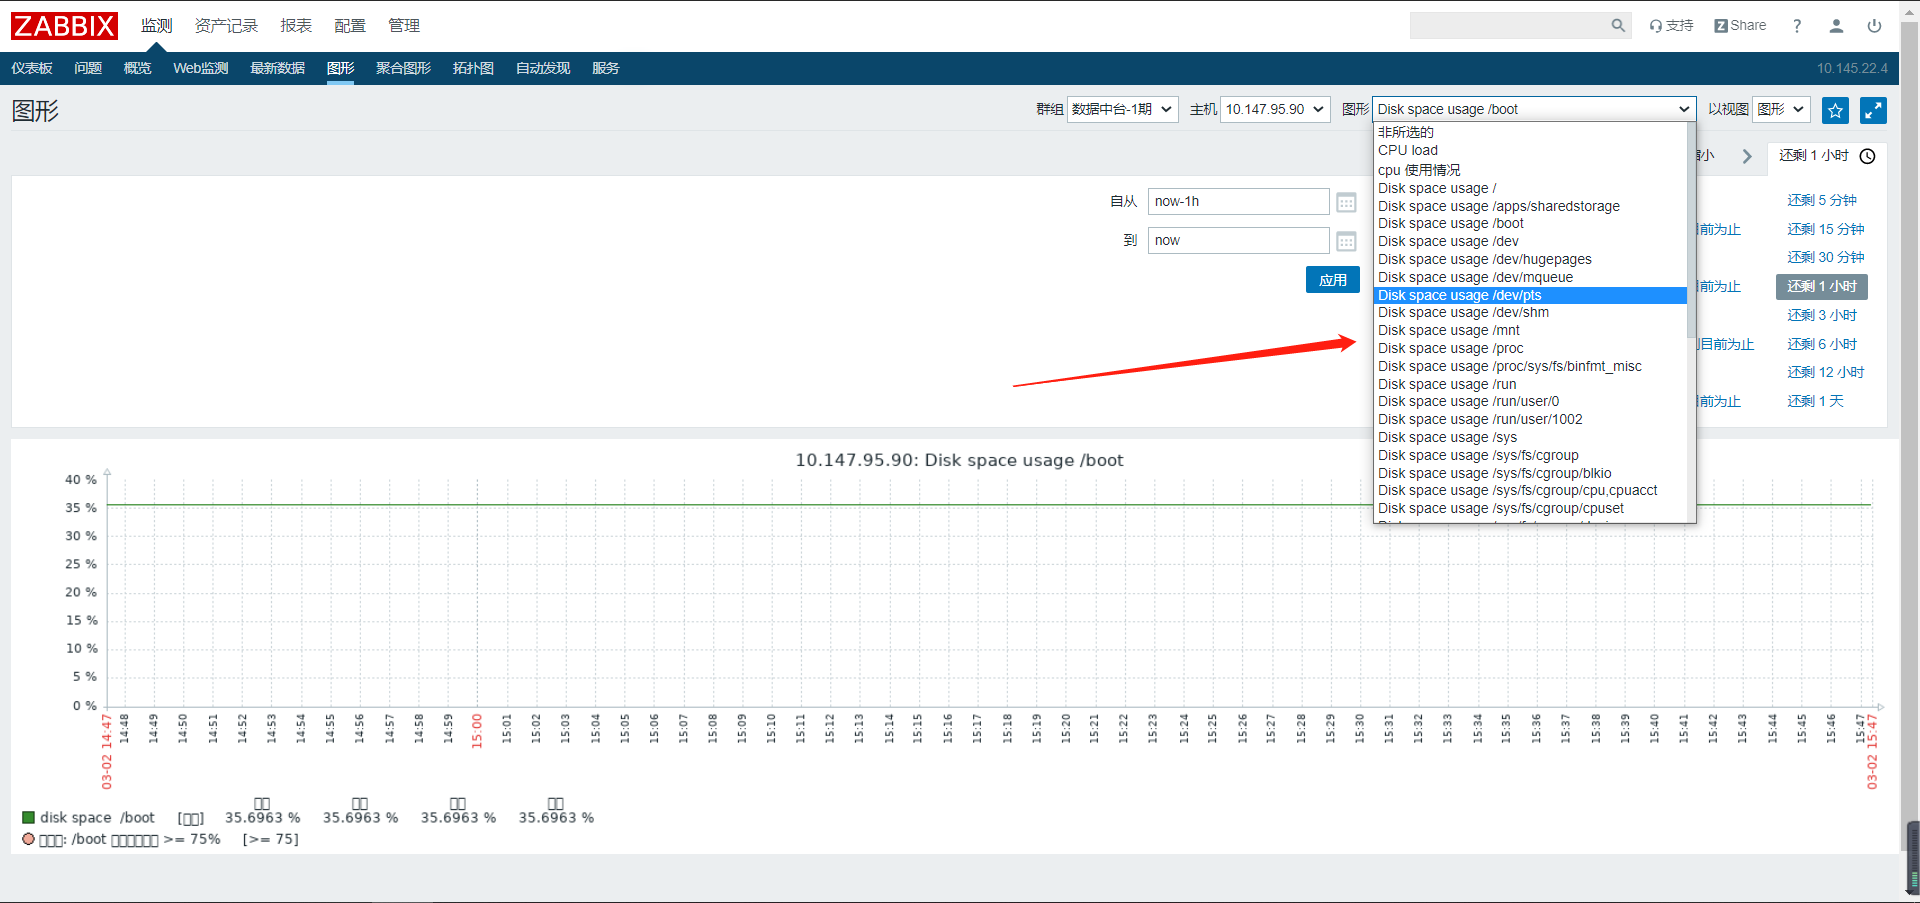 ZABBIX 监测 资产记录 报表 配置 管理 支持 Z Share ?
仪表板 问题 概览 Web监测 最新数据 图形 聚合图形 拓扑图 自动发现 服务 10.145.22.4
图形 群组 数据中台-1期 主机 10.147.95.90 图形 Disk space usage /boot 以视图 图形
非所选的
CPU load
cpu 使用情况
Disk space usage /
Disk space usage /apps/sharedstorage
Disk space usage /boot
Disk space usage /dev
Disk space usage /dev/hugepages
Disk space usage /dev/mqueue
Disk space usage /dev/pts
Disk space usage /dev/shm
Disk space usage /mnt
Disk space usage /proc
Disk space usage /proc/sys/fs/binfmt_misc
Disk space usage /run
Disk space usage /run/user/0
Disk space usage /run/user/1002
Disk space usage /sys
Disk space usage /sys/fs/cgroup
Disk space usage /sys/fs/cgroup/blkio
Disk space usage /sys/fs/cgroup/cpu,cpuacct
Disk space usage /sys/fs/cgroup/cpuset
小 还剩 1 小时
自从 now-1h
到 now
应用
还剩 5 分钟
前为止 还剩 15 分钟
还剩 30 分钟
前为止 还剩 1 小时
还剩 3 小时
目前为止 还剩 6 小时
还剩 12 小时
前为止 还剩 1 天
10.147.95.90: Disk space usage /boot
40 %
35 %
30 %
25 %
20 %
15 %
10 %
5 %
0 %
03-02 14:47 14:48 14:49 14:50 14:51 14:52 14:53 14:54 14:55 14:56 14:57 14:58 14:59 15:00 15:01 15:02 15:03 15:04 15:05 15:06 15:07 15:08 15:09 15:10 15:11 15:12 15:13 15:14 15:15 15:16 15:17 15:18 15:19 15:20 15:21 15:22 15:23 15:24 15:25 15:26 15:27 15:28 15:29 15:30 15:31 15:32 15:33 15:34 15:35 15:36 15:37 15:38 15:39 15:40 15:41 15:42 15:43 15:44 15:45 15:46 15:47 03-02 15:47
□□ □□ □□ □□
disk space /boot [□□] 35.6963 % 35.6963 % 35.6963 % 35.6963 %
□□□: /boot □□□□□□ >= 75% [>= 75]